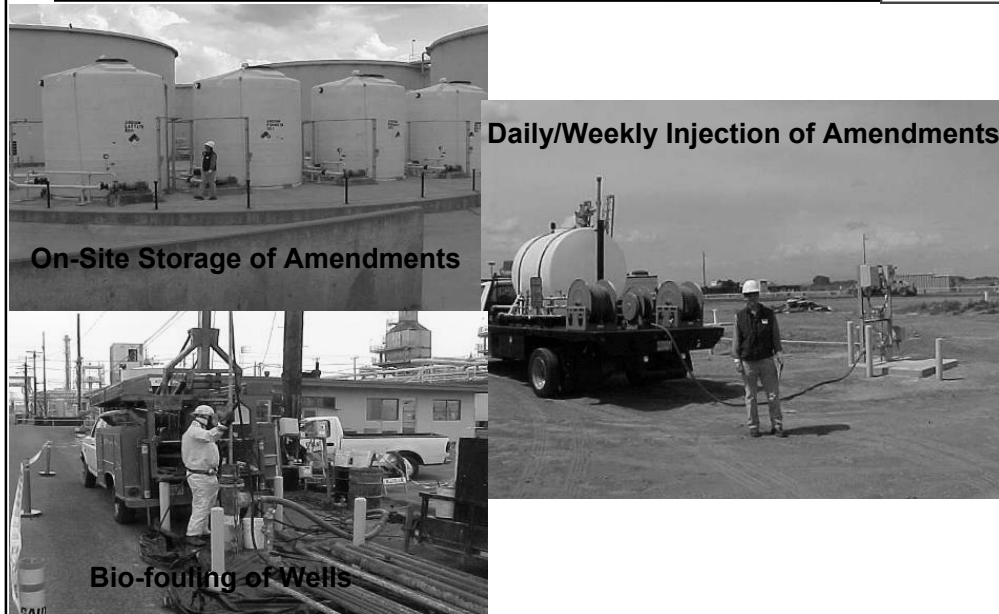 Daily/Weekly Injection of Amendments
On-Site Storage of Amendments
Bio-fouling of Wells